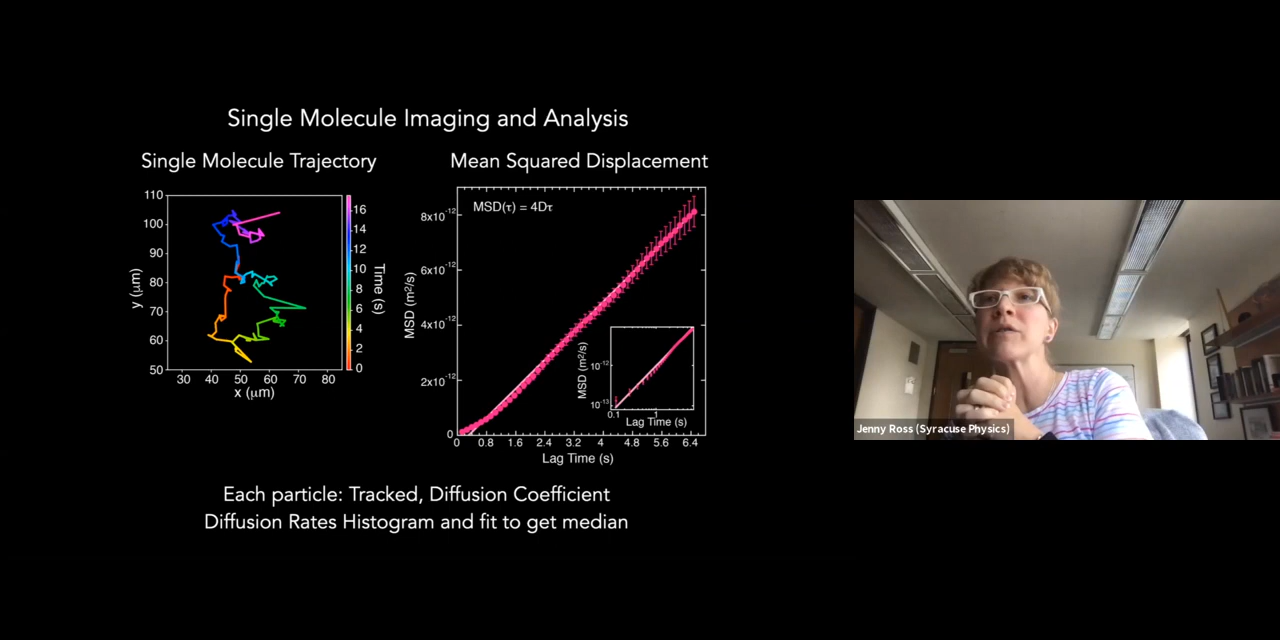 Single Molecule Imaging and Analysis
Single Molecule Trajectory
Mean Squared Displacement
110
100
90
80
70
60
50
y (μm)
30 40 50 60 70 80
x (μm)
16
14
12
10
8
6
4
2
0
Time (s)
MSD(τ) = 4Dτ
8x10-12
6x10-12
4x10-12
2x10-12
0
MSD (m2/s)
0 0.8 1.6 2.4 3.2 4 4.8 5.6 6.4
Lag Time (s)
MSD (m2/s)
10-12
10-13
0.1 1
Lag Time (s)
Each particle: Tracked, Diffusion Coefficient
Diffusion Rates Histogram and fit to get median
Jenny Ross (Syracuse Physics)